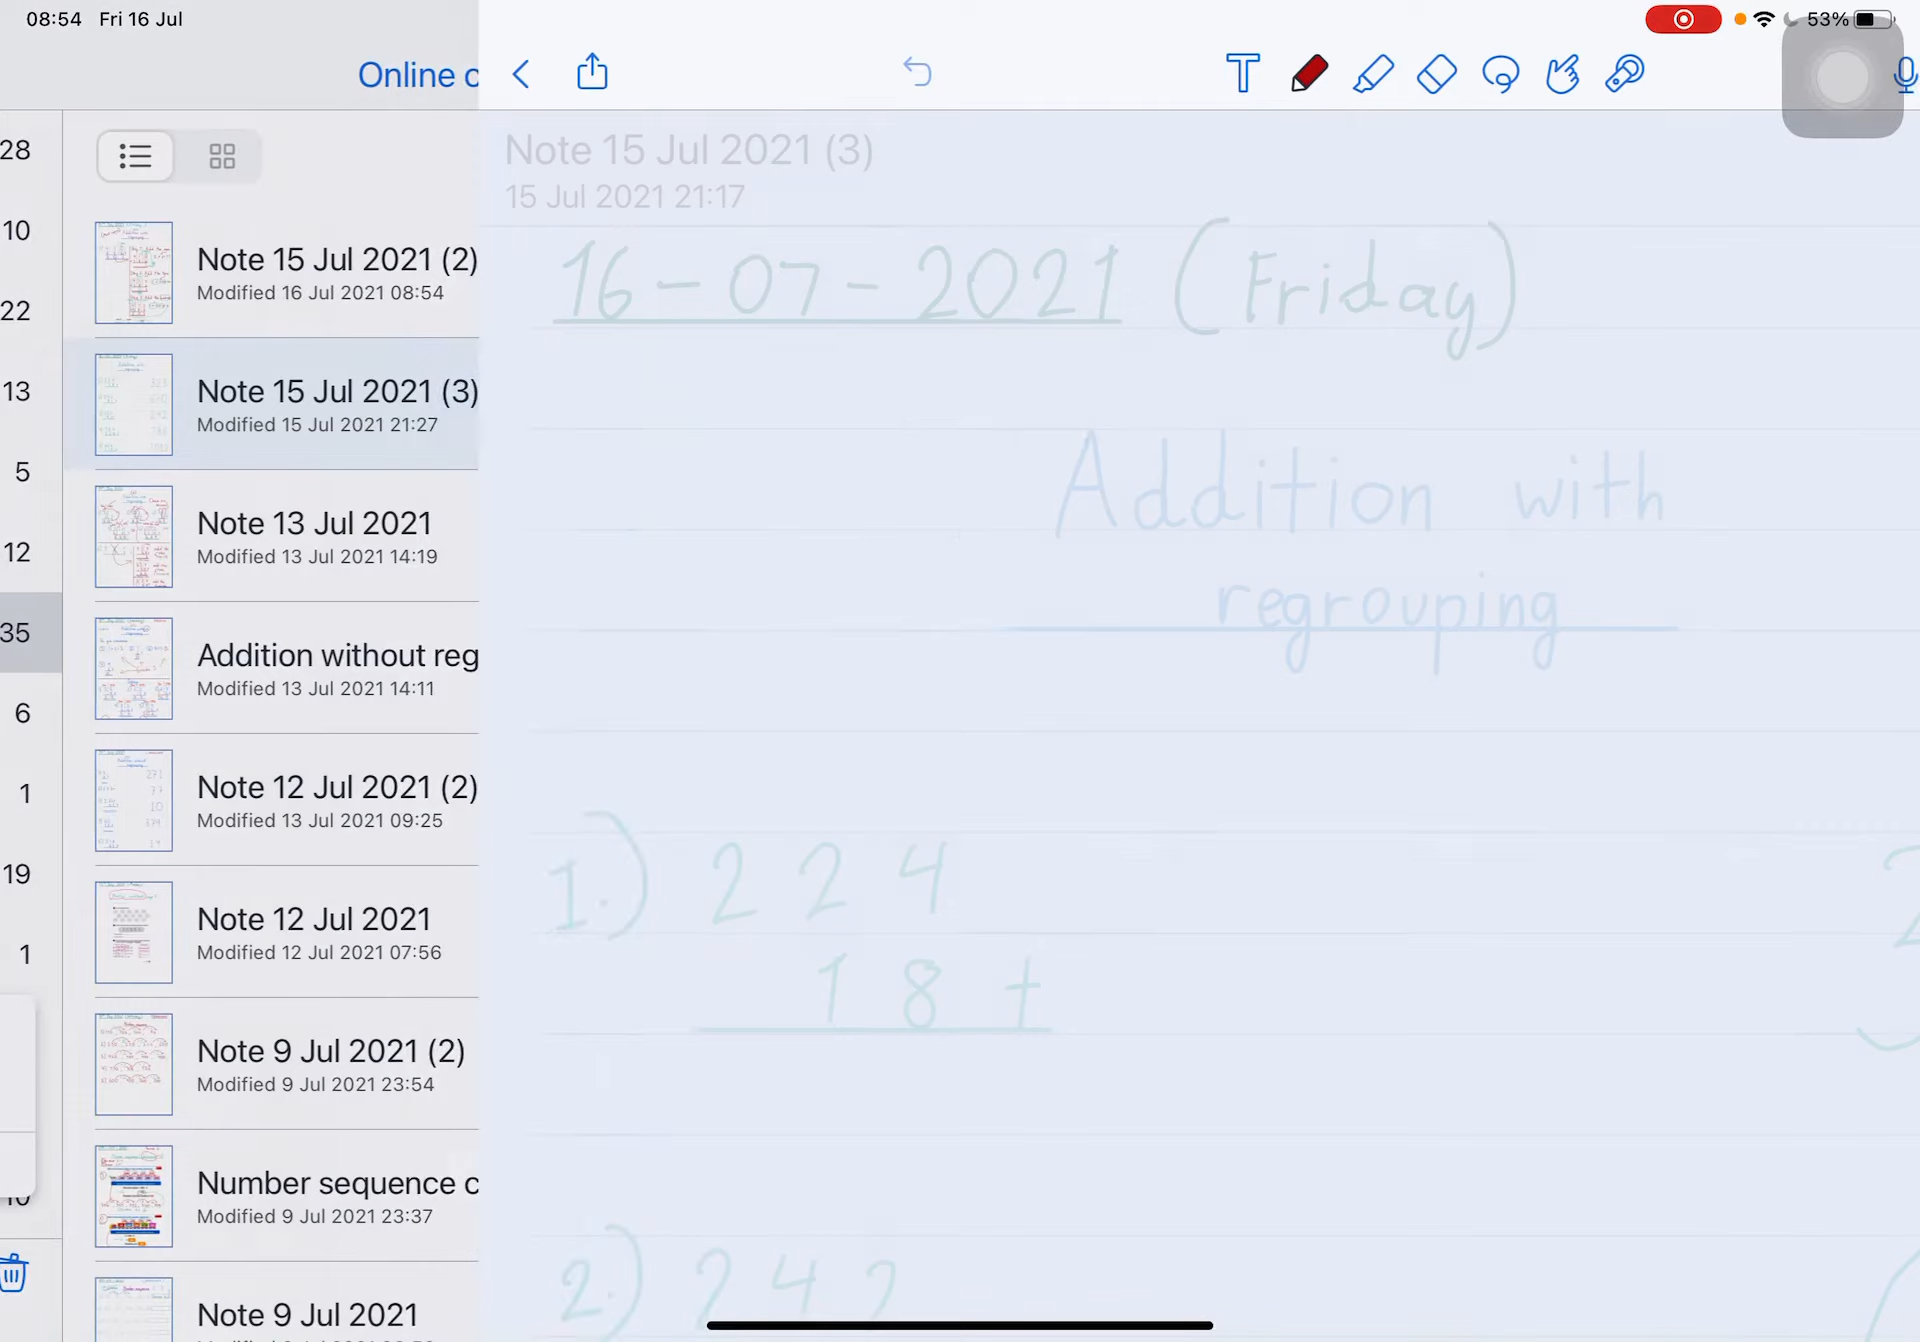 08:54 Fri 16 Jul
53%
Online c
28
10
22
13
5
12
35
6
1
19
1
10
Note 15 Jul 2021 (2)
Modified 16 Jul 2021 08:54
Note 15 Jul 2021 (3)
Modified 15 Jul 2021 21:27
Note 13 Jul 2021
Modified 13 Jul 2021 14:19
Addition without reg
Modified 13 Jul 2021 14:11
Note 12 Jul 2021 (2)
Modified 13 Jul 2021 09:25
Note 12 Jul 2021
Modified 12 Jul 2021 07:56
Note 9 Jul 2021 (2)
Modified 9 Jul 2021 23:54
Number sequence c
Modified 9 Jul 2021 23:37
Note 9 Jul 2021
Note 15 Jul 2021 (3)
15 Jul 2021 21:17
16-07-2021 (Friday)
Addition with
regrouping
1.) 2 2 4
1 8 +
2.) 2 4 2